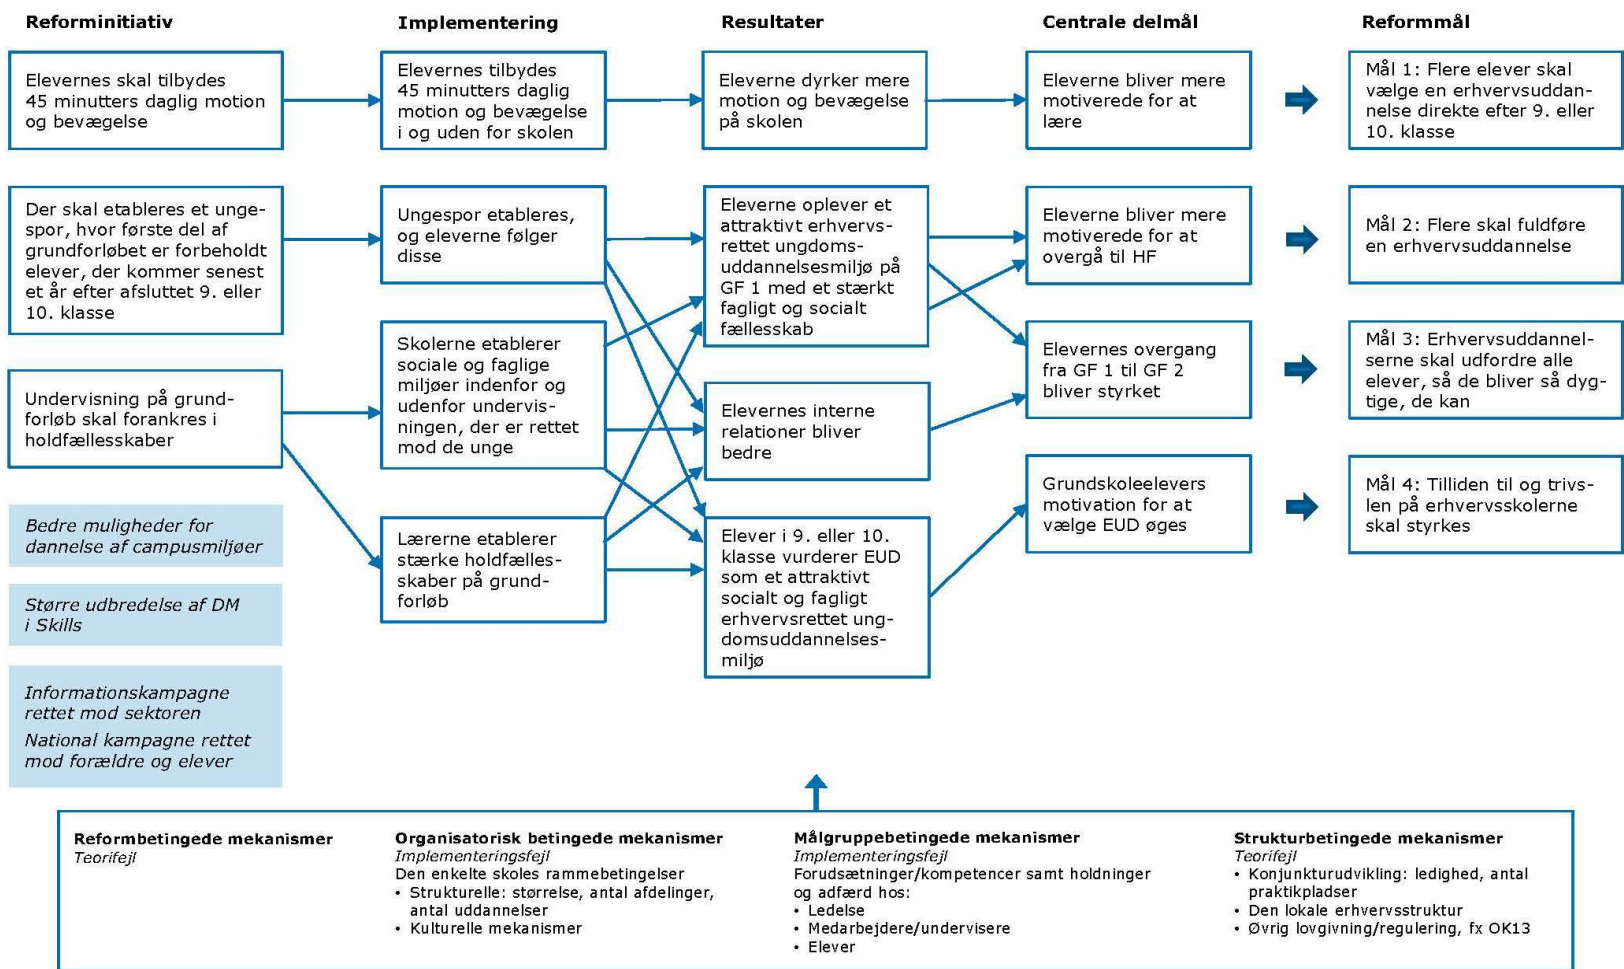 Reforminitiativ
Elevernes skal tilbydes
45 minutters daglig motion
og bevægelse
Der skal etableres et unge-
spor, hvor første del af
grundforløbet er forbeholdt
elever, der kommer senest
et år efter afsluttet 9. eller
10. klasse
Undervisning på grund-
forløb skal forankres i
holdfællesskaber
Bedre muligheder for
dannelse af campusmiljøer
Større udbredelse af DM
i Skills
Informationskampagne
rettet mod sektoren
National kampagne rettet
mod forældre og elever
Implementering
Elevernes tilbydes
45 minutters daglig
motion og bevægelse
i og uden for skolen
Ungespor etableres,
og eleverne følger
disse
Skolerne etablerer
sociale og faglige
miljøer indenfor og
udenfor undervis-
ningen, der er rettet
mod de unge
Lærerne etablerer
stærke holdfælles-
skaber på grund-
forløb
Resultater
Eleverne dyrker mere
motion og bevægelse
på skolen
Eleverne oplever et
attraktivt erhvervs-
rettet ungdoms-
uddannelsesmiljø på
GF 1 med et stærkt
fagligt og socialt
fællesskab
Elevernes interne
relationer bliver
bedre
Elever i 9. eller 10.
klasse vurderer EUD
som et attraktivt
socialt og fagligt
erhvervsrettet ung-
domsuddannelses-
miljø
Centrale delmål
Eleverne bliver mere
motiverede for at
lære
Eleverne bliver mere
motiverede for at
overgå til HF
Elevernes overgang
fra GF 1 til GF 2
bliver styrket
Grundskoleelevers
motivation for at
vælge EUD øges
Reformmål
Mål 1: Flere elever skal
vælge en erhvervsuddan-
nelse direkte efter 9. eller
10. klasse
Mål 2: Flere skal fuldføre
en erhvervsuddannelse
Mål 3: Erhvervsuddannel-
serne skal udfordre alle
elever, så de bliver så dyg-
tige, de kan
Mål 4: Tilliden til og trivs-
len på erhvervsskolerne
skal styrkes
Reformbetingede mekanismer
Teorifejl
Organisatorisk betingede mekanismer
Implementeringsfejl
Den enkelte skoles rammebetingelser
• Strukturelle: størrelse, antal afdelinger,
antal uddannelser
• Kulturelle mekanismer
Målgruppebetingede mekanismer
Implementeringsfejl
Forudsætninger/kompetencer samt holdninger
og adfærd hos:
• Ledelse
• Medarbejdere/undervisere
• Elever
Strukturbetingede mekanismer
Teorifejl
• Konjunkturudvikling: ledighed, antal
praktikpladser
• Den lokale erhvervsstruktur
• Øvrig lovgivning/regulering, fx OK13